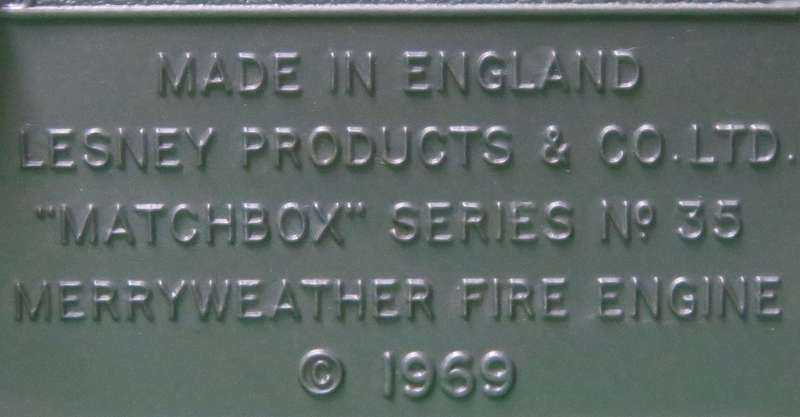 MADE IN ENGLAND
LESNEY PRODUCTS & CO. LTD.
"MATCHBOX" SERIES Nº 35
MERRYWEATHER FIRE ENGINE
© 1969